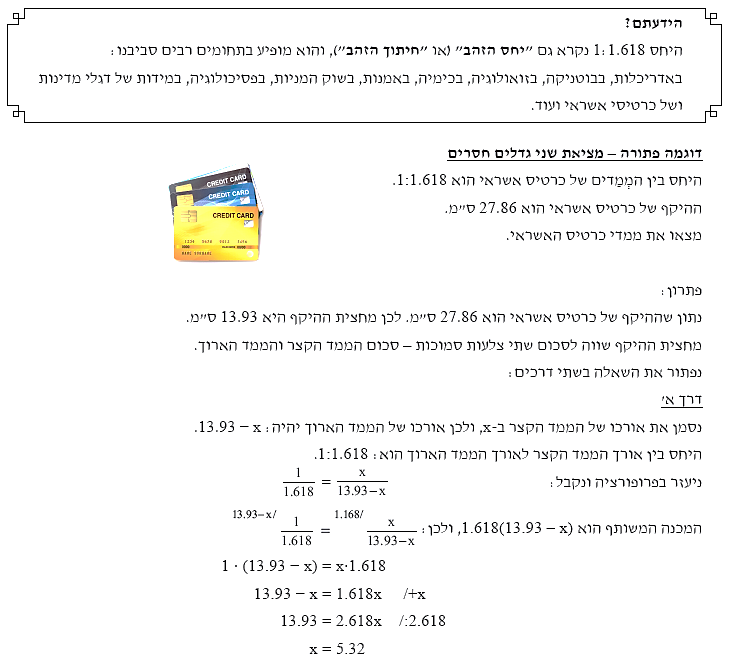 הידעתם?
היחס 1:1.618 נקרא גם "יחס הזהב" (או "חיתוך הזהב"), והוא מופיע בתחומים רבים סביבנו:
באדריכלות, בבוטניקה, בזואולוגיה, בכימיה, באמנות, בשוק המניות, בפסיכולוגיה, במידות של דגלי מדינות
ושל כרטיסי אשראי ועוד.
דוגמה פתורה – מציאת שני גדלים חסרים
היחס בין הממַדים של כרטיס אשראי הוא 1:1.618.
ההיקף של כרטיס אשראי הוא 27.86 ס"מ.
מצאו את ממדי כרטיס האשראי.
CREDIT CARD
CREDIT CARD
CREDIT CARD
פתרון:
נתון שההיקף של כרטיס אשראי הוא 27.86 ס"מ. לכן מחצית ההיקף היא 13.93 ס"מ.
מחצית ההיקף שווה לסכום שתי צלעות סמוכות – סכום הממד הקצר והממד הארוך.
נפתור את השאלה בשתי דרכים:
דרך א'
נסמן את אורכו של הממד הקצר ב-x, ולכן אורכו של הממד הארוך יהיה: 13.93 − x.
היחס בין אורך הממד הקצר לאורך הממד הארוך הוא: 1:1.618.
ניעזר בפרופורציה ונקבל: 1/1.618 = x/13.93−x
המכנה המשותף הוא 1.618(13.93 − x), ולכן: 13.93−x/ 1/1.618 = 1.168/ x/13.93−x
1 · (13.93 − x) = x·1.618
13.93 − x = 1.618x /+x
13.93 = 2.618x /:2.618
x = 5.32